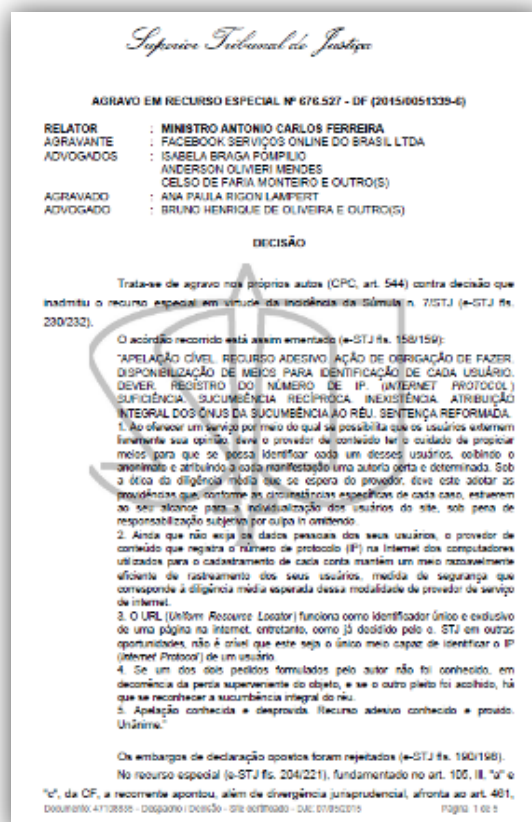 Superior Tribunal de Justiça
AGRAVO EM RECURSO ESPECIAL Nº 676.527 - DF (2015/0051339-6)
RELATOR : MINISTRO ANTONIO CARLOS FERREIRA
AGRAVANTE : FACEBOOK SERVIÇOS ONLINE DO BRASIL LTDA
ADVOGADOS : ISABELA BRAGA POMPILIO
ANDERSON OLIVIERI MENDES
CELSO DE FARIA MONTEIRO E OUTRO(S)
AGRAVADO : ANA PAULA RIGON LAMPERT
ADVOGADO : BRUNO HENRIQUE DE OLIVEIRA E OUTRO(S)
DECISÃO
Trata-se de agravo nos próprios autos (CPC, art. 544) contra decisão que
inadmitiu o recurso especial em virtude da incidência da Súmula n. 7/STJ (e-STJ fls.
230/232).
O acórdão recorrido está assim ementado (e-STJ fls. 158/159):
"APELAÇÃO CÍVEL. RECURSO ADESIVO. AÇÃO DE OBRIGAÇÃO DE FAZER.
DISPONIBILIZAÇÃO DE MEIOS PARA IDENTIFICAÇÃO DE CADA USUÁRIO.
DEVER. REGISTRO DO NÚMERO DE IP. (INTERNET PROTOCOL)
SUFICIÊNCIA. SUCUMBÊNCIA RECÍPROCA. INEXISTÊNCIA. ATRIBUIÇÃO
INTEGRAL DOS ÔNUS DA SUCUMBÊNCIA AO RÉU. SENTENÇA REFORMADA.
1. Ao oferecer um serviço por meio do qual se possibilita que os usuários externem
livremente sua opinião, deve o provedor de conteúdo ter o cuidado de propiciar
meios para que se possa identificar cada um desses usuários, coibindo o
anonimato e atribuindo a cada manifestação uma autoria certa e determinada. Sob
a ótica da diligência média que se espera do provedor, deve este adotar as
providências que, conforme as circunstâncias específicas de cada caso, estiverem
ao seu alcance para a individualização dos usuários do site, sob pena de
responsabilização subjetiva por culpa in omittendo.
2. Ainda que não exija os dados pessoais dos seus usuários, o provedor de
conteúdo que registra o número de protocolo (IP) na Internet dos computadores
utilizados para o cadastramento de cada conta mantém um meio razoavelmente
eficiente de rastreamento dos seus usuários, medida de segurança que
corresponde à diligência média esperada dessa modalidade de provedor de serviço
de internet.
3. O URL (Uniform Resource Locator) funciona como identificador único e exclusivo
de uma página na internet, entretanto, como já decidido pelo e. STJ em outras
oportunidades, não é crível que este seja o único meio capaz de identificar o IP
(Internet Protocol) de um usuário.
4. Se um dos dois pedidos formulados pelo autor não foi conhecido, em
decorrência da perda superveniente do objeto, e se o outro pleito foi acolhido, há
que se reconhecer a sucumbência integral do réu.
5. Apelação conhecida e desprovida. Recurso adesivo conhecido e provido.
Unânime."
Os embargos de declaração opostos foram rejeitados (e-STJ fls. 190/198).
No recurso especial (e-STJ fls. 204/221), fundamentado no art. 105, III, "a" e
"c", da CF, a recorrente apontou, além de divergência jurisprudencial, afronta ao art. 461,
Documento: 47108835 - Despacho / Decisão - Site certificado - DJe: 07/05/2015 Página 1 de 5